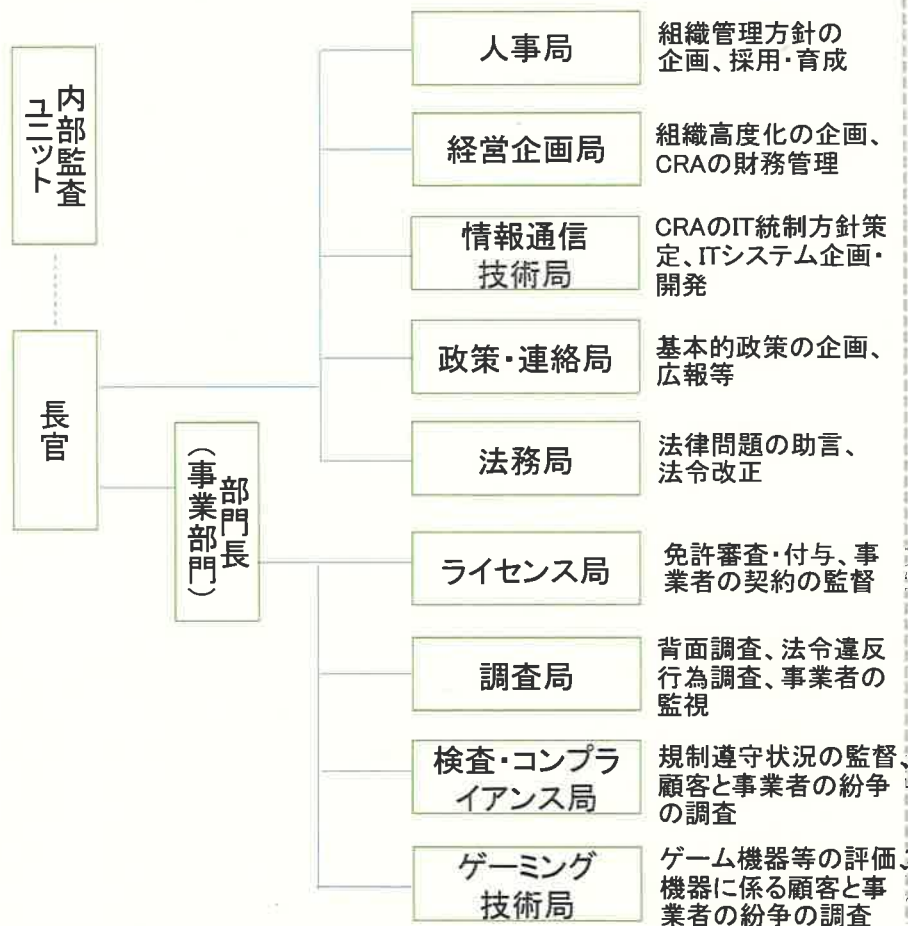 内部監査
ユニット
長官
部門長
（事業部門）
人事局
組織管理方針の
企画、採用・育成
経営企画局
組織高度化の企画、
CRAの財務管理
情報通信
技術局
CRAのIT統制方針策
定、ITシステム企画・
開発
政策・連絡局
基本的政策の企画、
広報等
法務局
法律問題の助言、
法令改正
ライセンス局
免許審査・付与、事
業者の契約の監督
調査局
背面調査、法令違反
行為調査、事業者の
監視
検査・コンプラ
イアンス局
規制遵守状況の監督、
顧客と事業者の紛争
の調査
ゲーミング
技術局
ゲーム機器等の評価、
機器に係る顧客と事
業者の紛争の調査